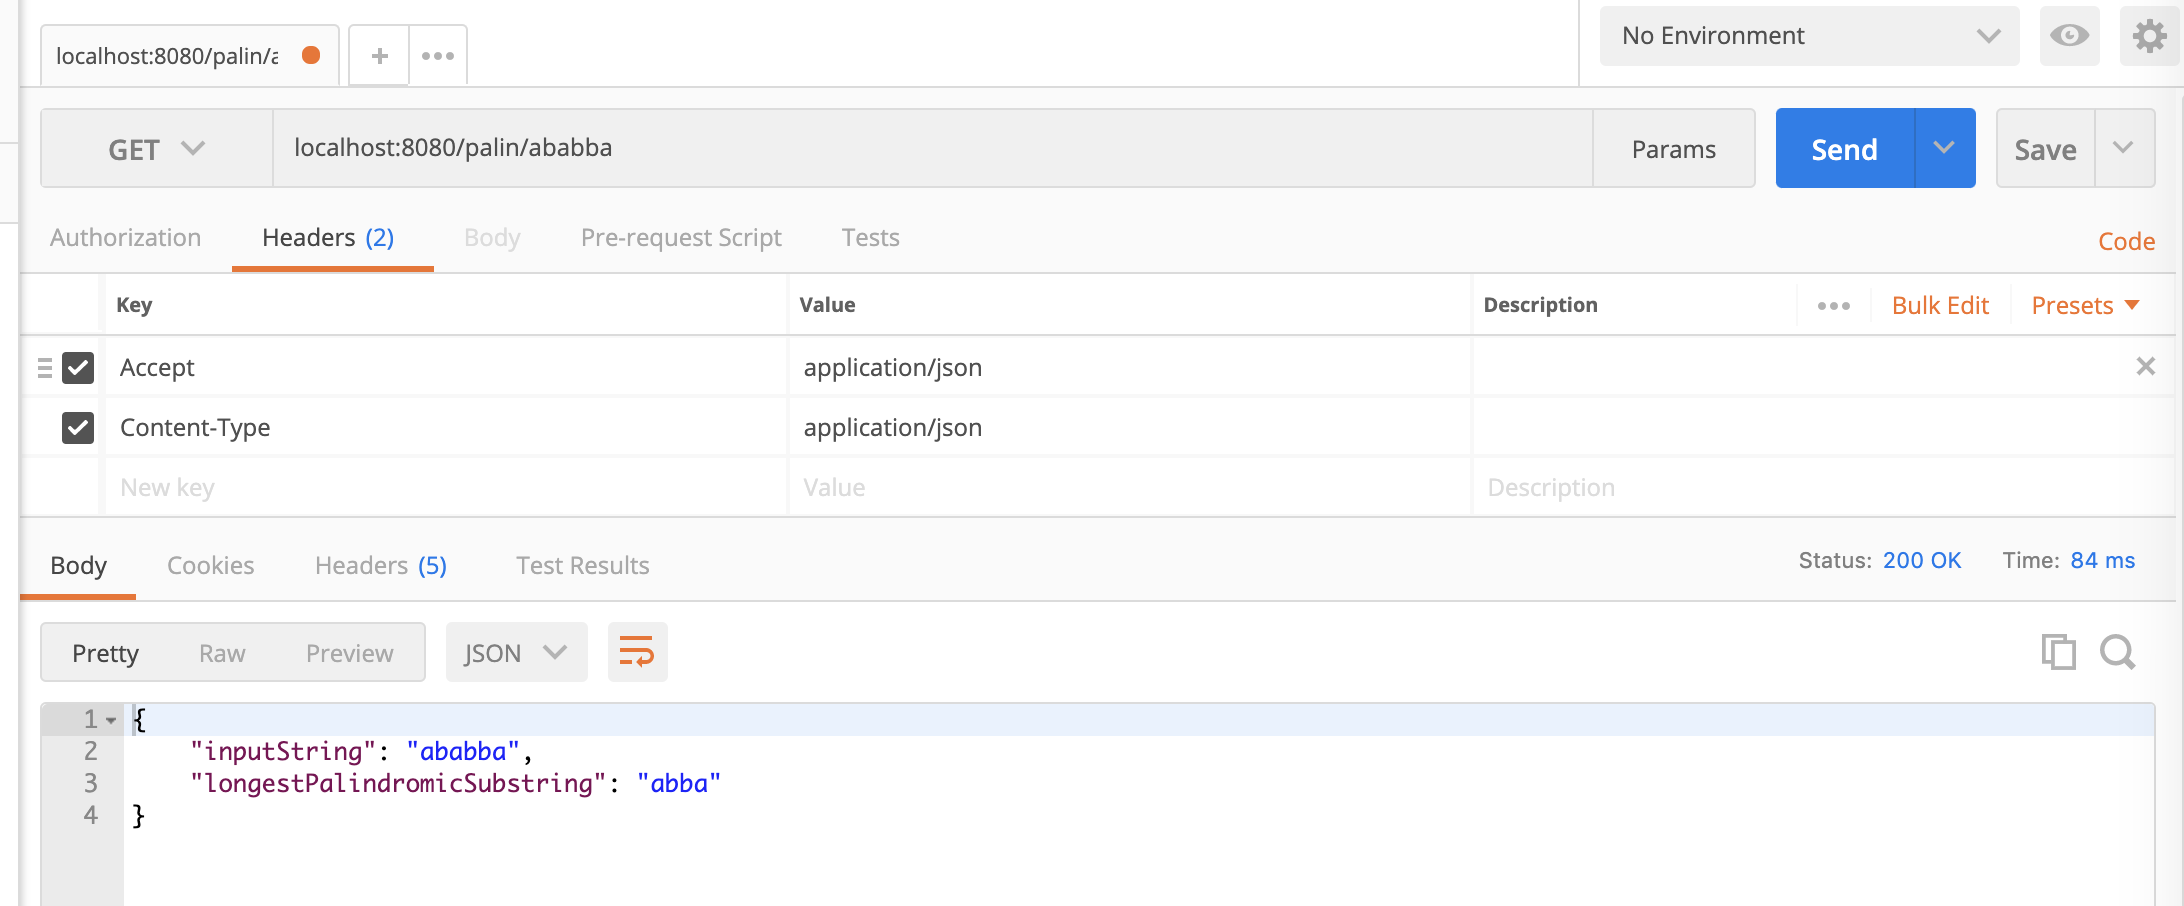 localhost:8080/palin/a
+
No Environment
GET localhost:8080/palin/ababba Params Send Save
Authorization Headers (2) Body Pre-request Script Tests Code
Key Value Description Bulk Edit Presets
Accept application/json
Content-Type application/json
New key Value Description
Body Cookies Headers (5) Test Results Status: 200 OK Time: 84 ms
Pretty Raw Preview JSON
1 {
2 "inputString": "ababba",
3 "longestPalindromicSubstring": "abba"
4 }